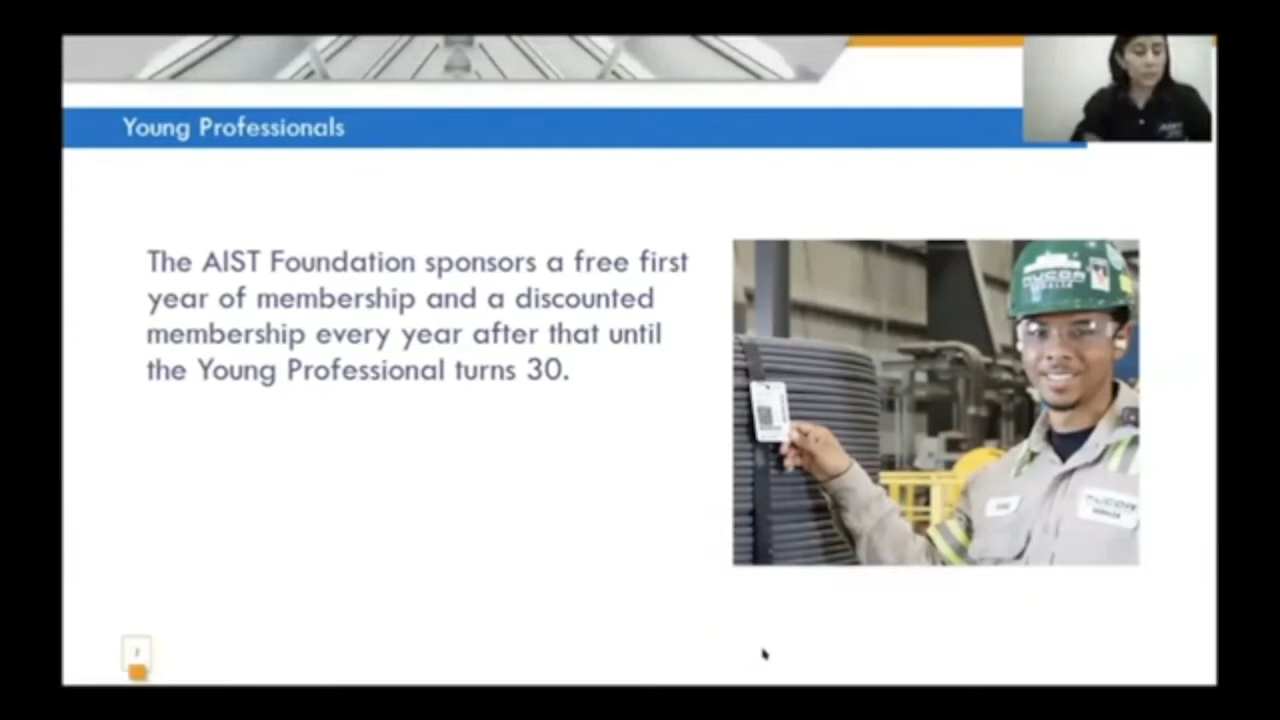 Young Professionals
The AIST Foundation sponsors a free first
year of membership and a discounted
membership every year after that until
the Young Professional turns 30.
NUCOR
NUCOR